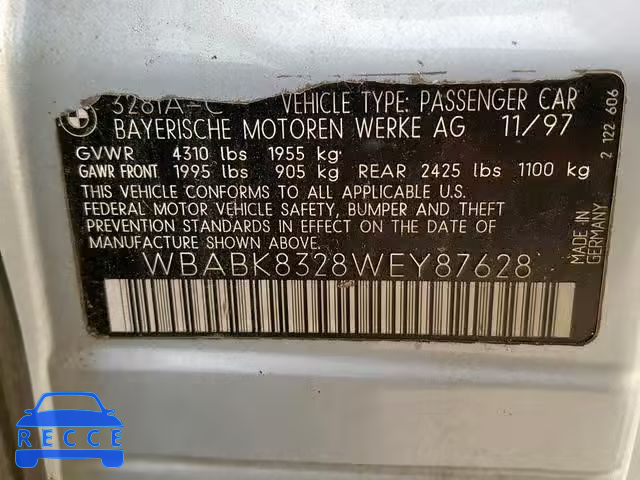 328IA-C VEHICLE TYPE: PASSENGER CAR
BAYERISCHE MOTOREN WERKE AG 11/97
GVWR 4310 lbs 1955 kg
GAWR FRONT 1995 lbs 905 kg REAR 2425 lbs 1100 kg
THIS VEHICLE CONFORMS TO ALL APPLICABLE U.S.
FEDERAL MOTOR VEHICLE SAFETY, BUMPER AND THEFT
PREVENTION STANDARDS IN EFFECT ON THE DATE OF
MANUFACTURE SHOWN ABOVE.
WBABK8328WEY87628
MADE IN
GERMANY
2 122 606
RECCE